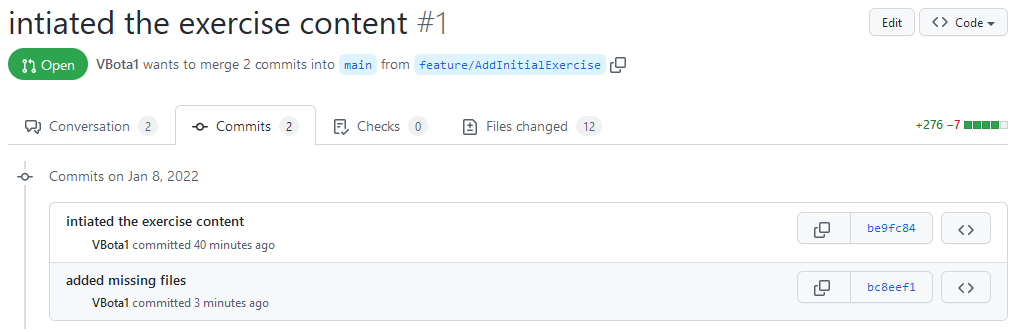 intiated the exercise content #1
Edit
Code
Open
VBota1 wants to merge 2 commits into main from feature/AddInitialExercise
Conversation 2
Commits 2
Checks 0
Files changed 12
+276 −7
Commits on Jan 8, 2022
intiated the exercise content
VBota1 committed 40 minutes ago
be9fc84
added missing files
VBota1 committed 3 minutes ago
bc8eef1